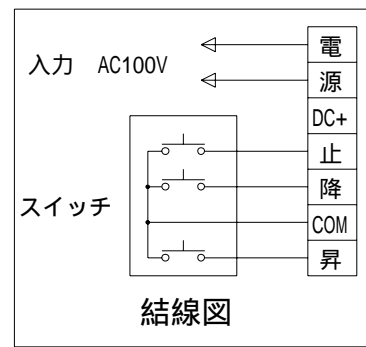 入力 AC100V
電
源
DC+
止
降
COM
昇
スイッチ
結線図